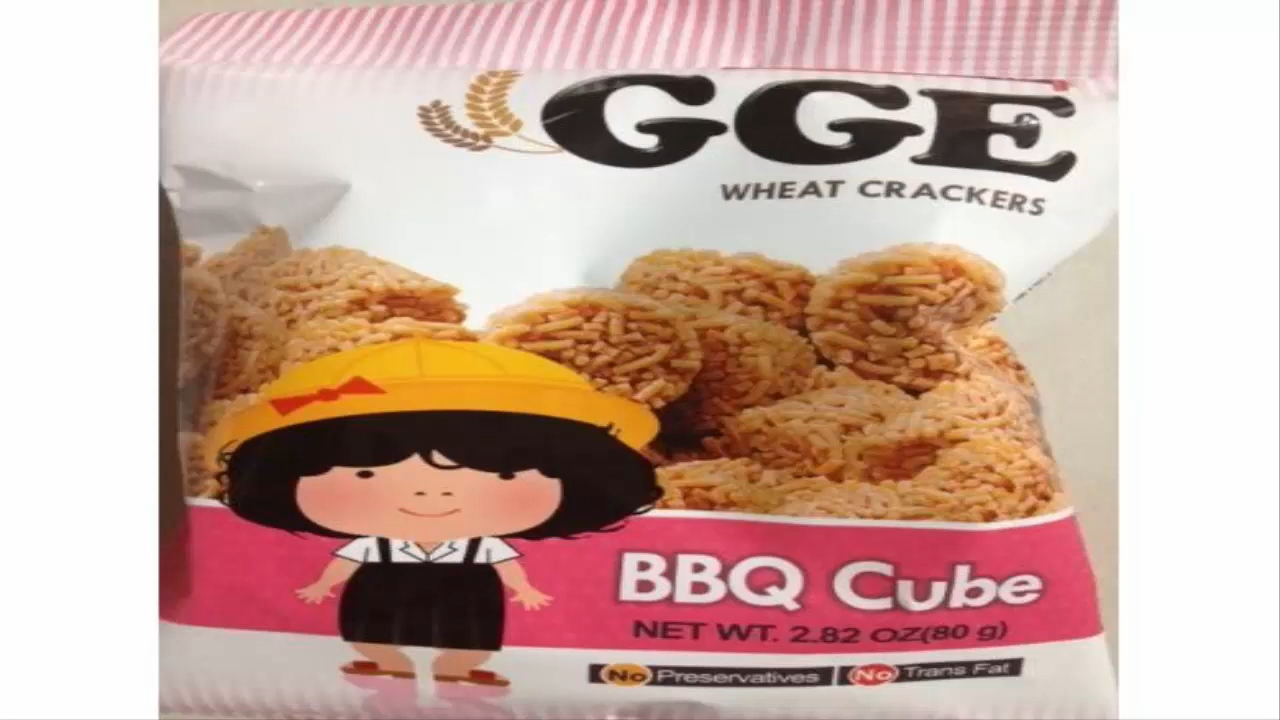 GGE
WHEAT CRACKERS
BBQ Cube
NET WT. 2.82 OZ(80 g)
No Preservatives No Trans Fat